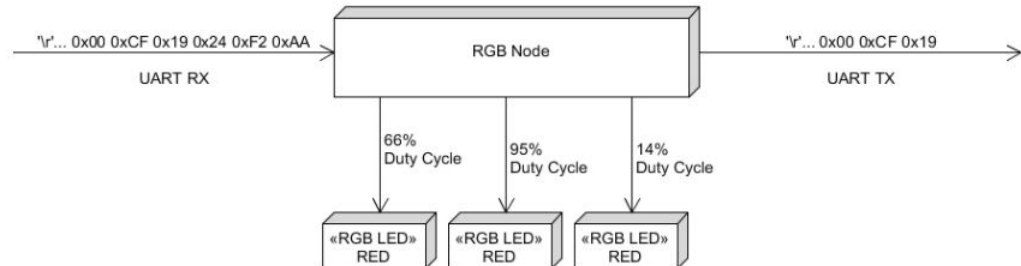 '\r'... 0x00 0xCF 0x19 0x24 0xF2 0xAA
UART RX
RGB Node
'\r'... 0x00 0xCF 0x19
UART TX
66%
Duty Cycle
95%
Duty Cycle
14%
Duty Cycle
«RGB LED»
RED
«RGB LED»
RED
«RGB LED»
RED